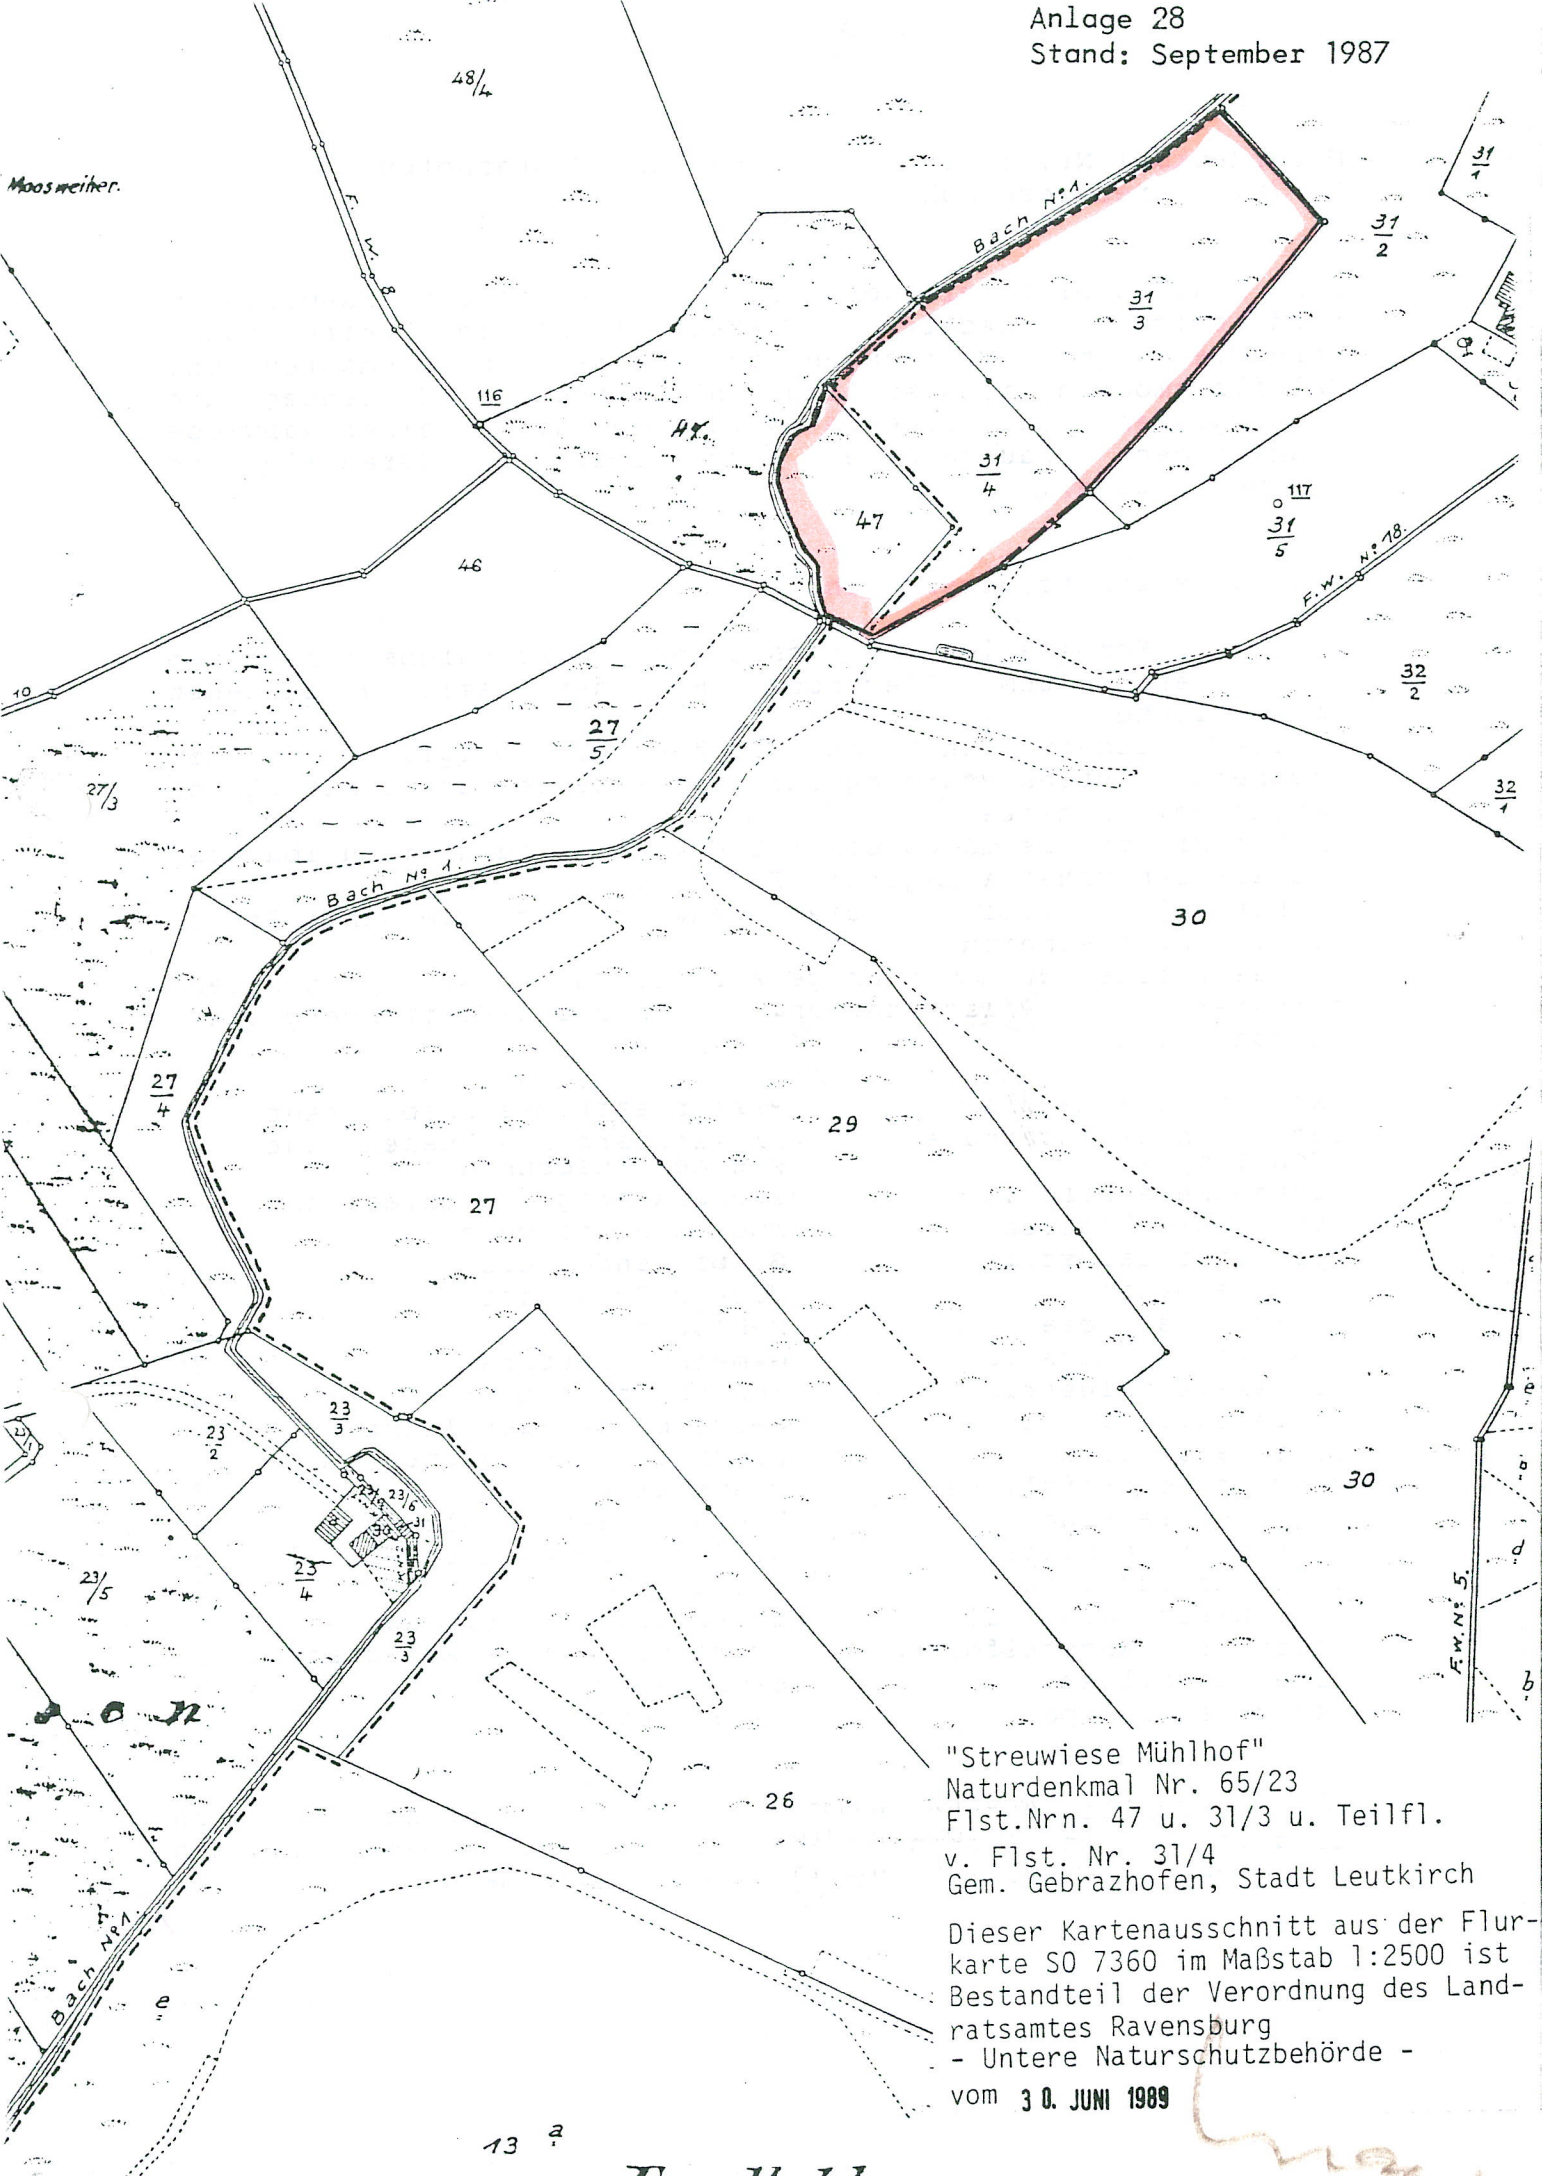 Anlage 28
Stand: September 1987
48/4
Moosweiher.
F. W. 8
Bach Nº 1.
31/1
31/2
31/3
116
31/4
47
117
31/5
46
F.W. Nº 18.
10
32/2
27/5
27/3
32/1
Bach Nº 1.
30
27/4
29
27
23/3
23/2
e
30
23/6
31
30
23/4
23/5
d
F.W. Nº 5.
23/3
b
26
"Streuwiese Mühlhof"
Naturdenkmal Nr. 65/23
Flst.Nrn. 47 u. 31/3 u. Teilfl.
v. Flst. Nr. 31/4
Gem. Gebrazhofen, Stadt Leutkirch
Dieser Kartenausschnitt aus der Flur-
karte SO 7360 im Maßstab 1:2500 ist
Bestandteil der Verordnung des Land-
ratsamtes Ravensburg
- Untere Naturschutzbehörde -
vom 30. JUNI 1989
Bach Nº 1.
e
13 a